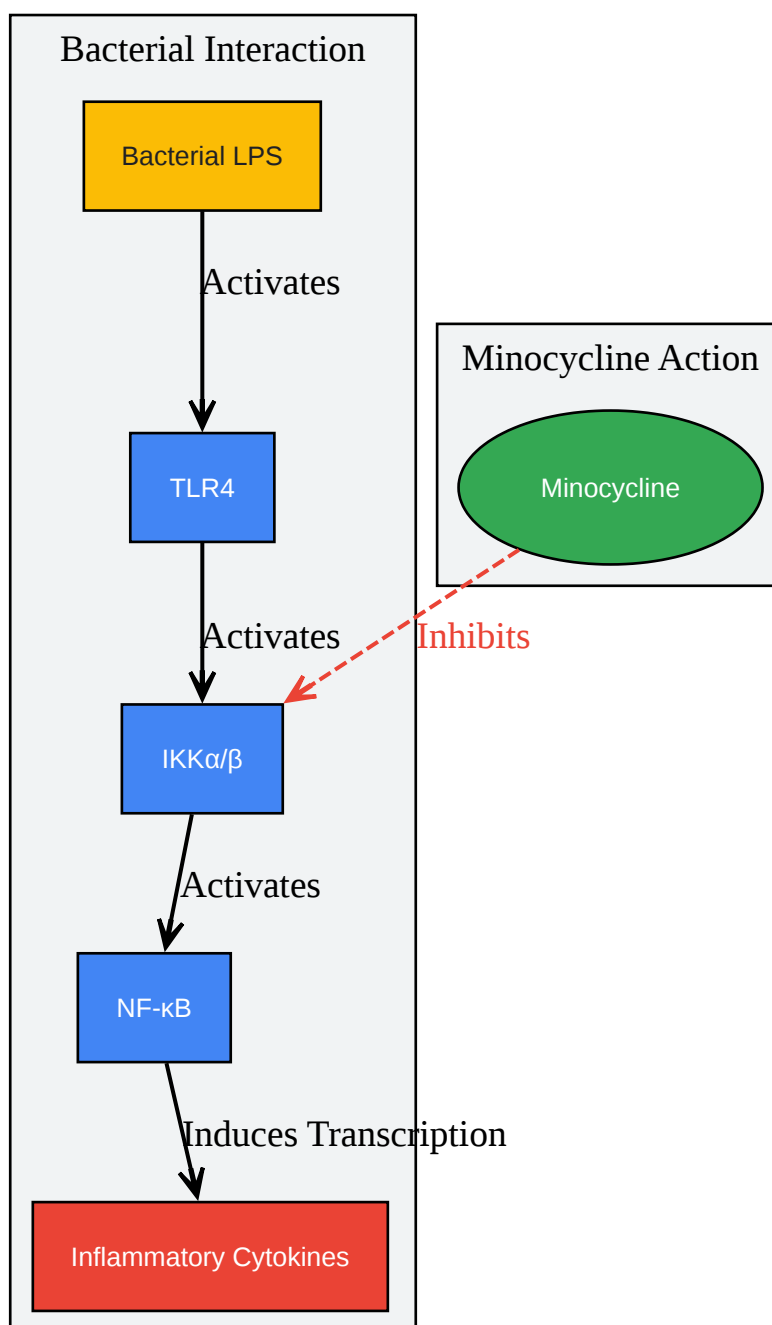 Bacterial Interaction
Bacterial LPS
Activates
Minocycline Action
TLR4
Minocycline
Activates
Inhibits
IKKα/β
Activates
NF-κB
Induces Transcription
Inflammatory Cytokines